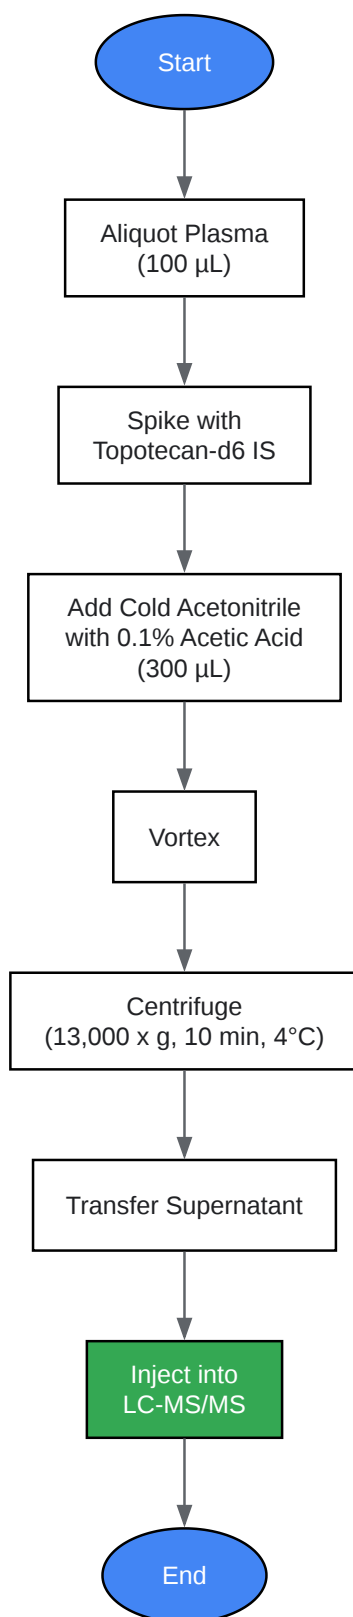 Start
Aliquot Plasma
(100 µL)
Spike with
Topotecan-d6 IS
Add Cold Acetonitrile
with 0.1% Acetic Acid
(300 µL)
Vortex
Centrifuge
(13,000 x g, 10 min, 4°C)
Transfer Supernatant
Inject into
LC-MS/MS
End